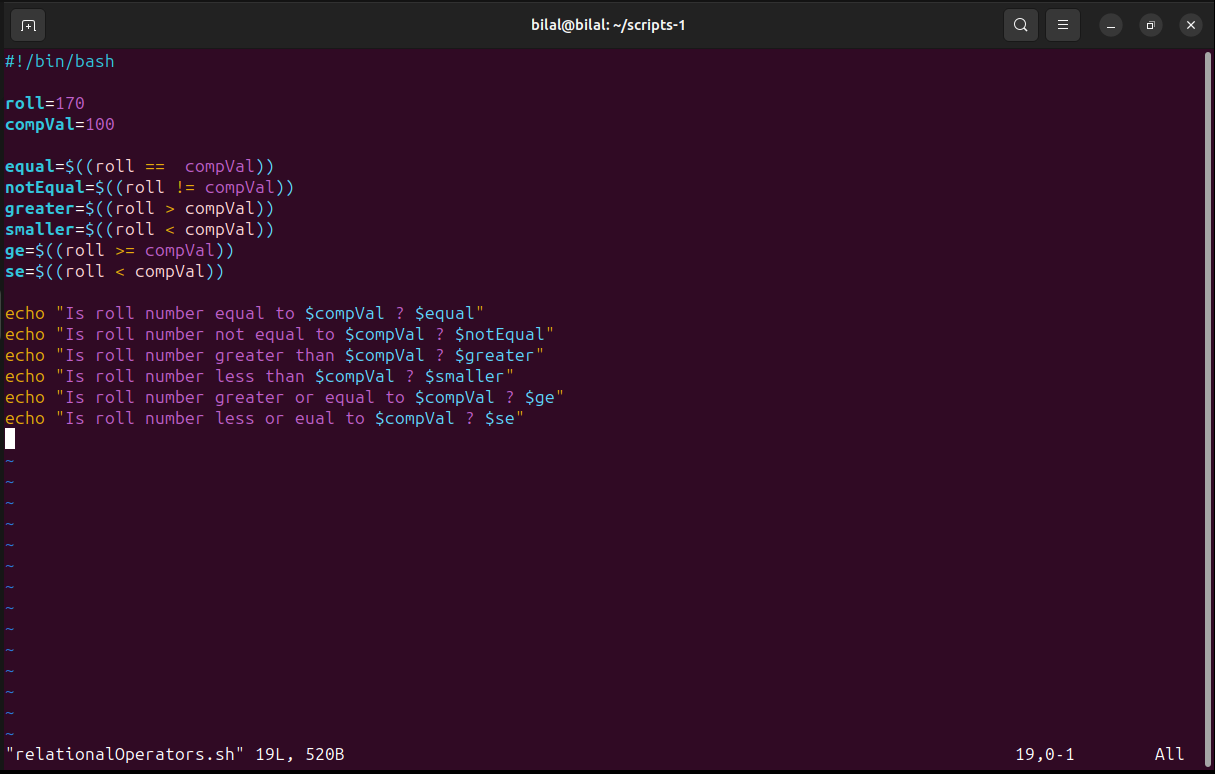 bilal@bilal: ~/scripts-1
#!/bin/bash
roll=170
compVal=100
equal=$((roll ==  compVal))
notEqual=$((roll != compVal))
greater=$((roll > compVal))
smaller=$((roll < compVal))
ge=$((roll >= compVal))
se=$((roll < compVal))
echo "Is roll number equal to $compVal ? $equal"
echo "Is roll number not equal to $compVal ? $notEqual"
echo "Is roll number greater than $compVal ? $greater"
echo "Is roll number less than $compVal ? $smaller"
echo "Is roll number greater or equal to $compVal ? $ge"
echo "Is roll number less or eual to $compVal ? $se"
~
~
~
~
~
~
~
~
~
~
~
~
~
~
"relationalOperators.sh" 19L, 520B 19,0-1 All